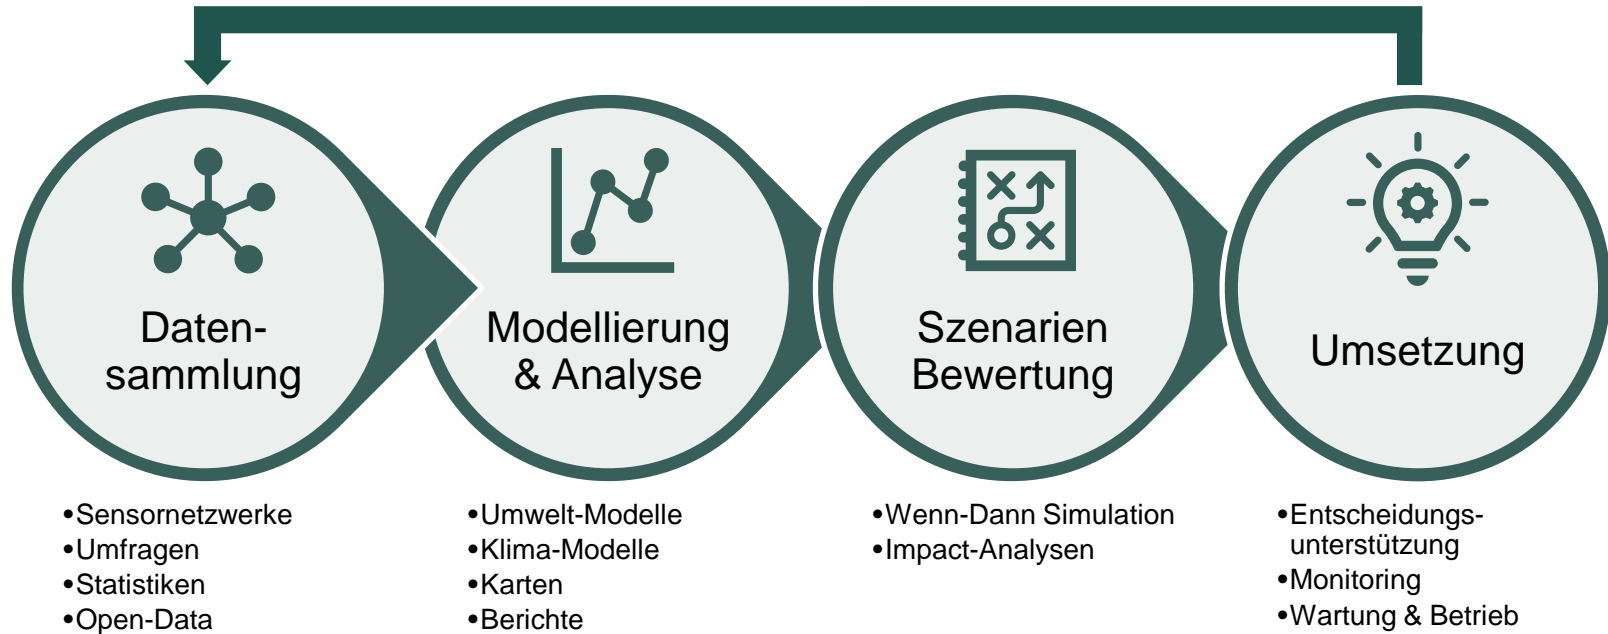 Daten-
sammlung
•Sensornetzwerke
•Umfragen
•Statistiken
•Open-Data
Modellierung
& Analyse
•Umwelt-Modelle
•Klima-Modelle
•Karten
•Berichte
Szenarien
Bewertung
•Wenn-Dann Simulation
•Impact-Analysen
Umsetzung
•Entscheidungs-
unterstützung
•Monitoring
•Wartung & Betrieb